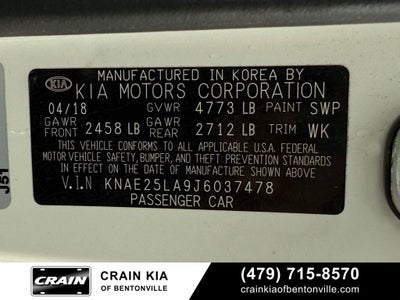 MANUFACTURED IN KOREA BY
KIA KIA MOTORS CORPORATION
04/18 GVWR 4773 LB PAINT SWP
GAWR FRONT 2458 LB GAWR REAR 2712 LB TRIM WK
THIS VEHICLE CONFORMS TO ALL APPLICABLE U.S.A. FEDERAL
MOTOR VEHICLE SAFETY, BUMPER, AND THEFT PREVENTION STANDARDS
IN EFFECT ON THE DATE OF MANUFACTURE SHOWN ABOVE.
V.I.N KNAE25LA9J6037478
PASSENGER CAR
J51
CRAIN
CRAIN KIA
OF BENTONVILLE
(479) 715-8570
crainkiaofbentonville.com